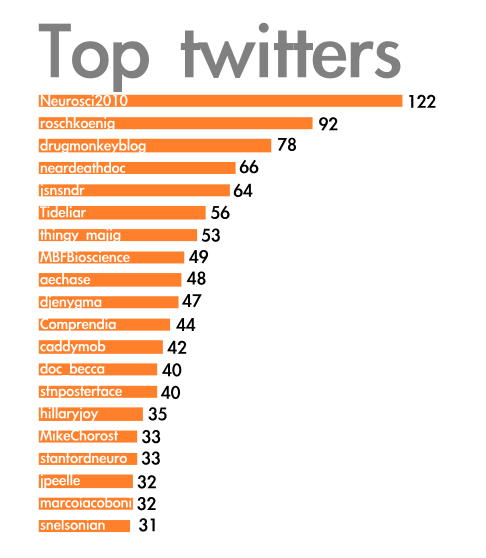 Top twitters
Neurosci2010 122
roschkoenig 92
drugmonkeyblog 78
neardeathdoc 66
jsnsndr 64
Tideliar 56
thingy_majig 53
MBFBioscience 49
aechase 48
djenygma 47
Comprendia 44
caddymob 42
doc_becca 40
sfnposterface 40
hillaryjoy 35
MikeChorost 33
stanfordneuro 33
jpeelle 32
marcoiacoboni 32
snelsonian 31